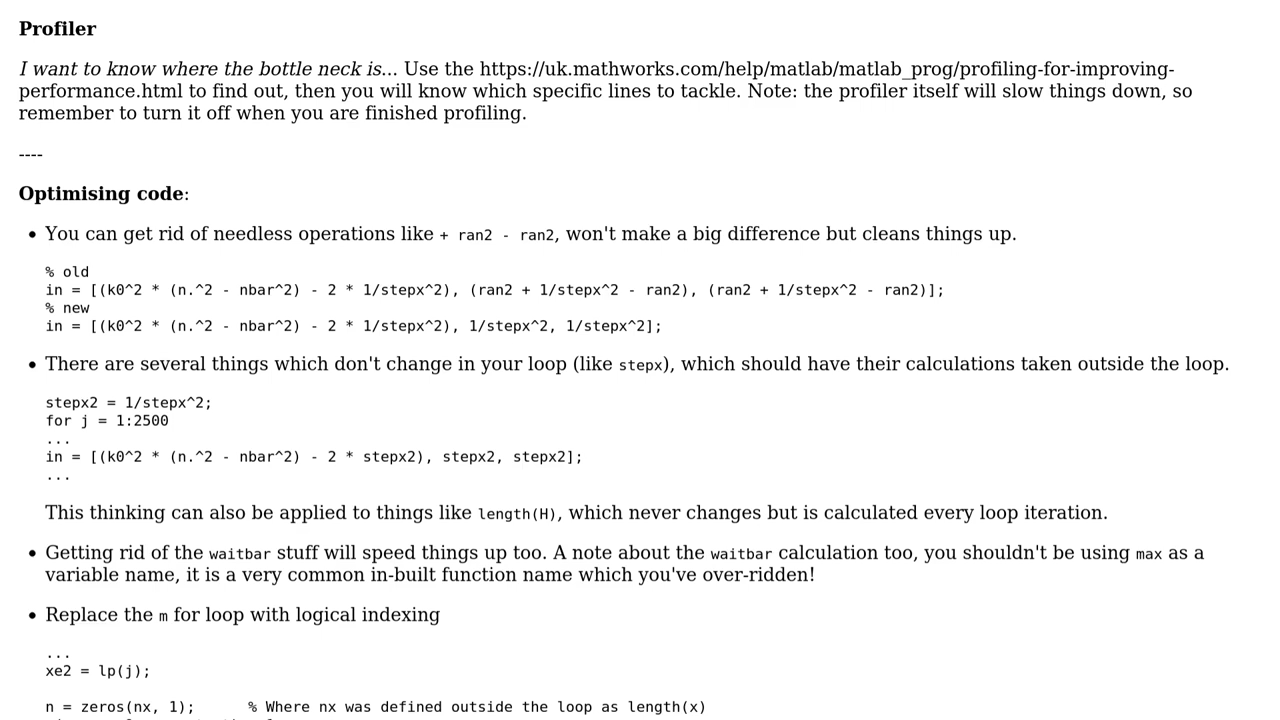 Profiler
I want to know where the bottle neck is... Use the https://uk.mathworks.com/help/matlab/matlab_prog/profiling-for-improving-
performance.html to find out, then you will know which specific lines to tackle. Note: the profiler itself will slow things down, so
remember to turn it off when you are finished profiling.
----
Optimising code:
• You can get rid of needless operations like + ran2 - ran2, won't make a big difference but cleans things up.
% old
in = [(k0^2 * (n.^2 - nbar^2) - 2 * 1/stepx^2), (ran2 + 1/stepx^2 - ran2), (ran2 + 1/stepx^2 - ran2)];
% new
in = [(k0^2 * (n.^2 - nbar^2) - 2 * 1/stepx^2), 1/stepx^2, 1/stepx^2];
• There are several things which don't change in your loop (like stepx), which should have their calculations taken outside the loop.
stepx2 = 1/stepx^2;
for j = 1:2500
...
in = [(k0^2 * (n.^2 - nbar^2) - 2 * stepx2), stepx2, stepx2];
...
This thinking can also be applied to things like length(H), which never changes but is calculated every loop iteration.
• Getting rid of the waitbar stuff will speed things up too. A note about the waitbar calculation too, you shouldn't be using max as a
variable name, it is a very common in-built function name which you've over-ridden!
• Replace the m for loop with logical indexing
...
xe2 = lp(j);
n = zeros(nx, 1);      % Where nx was defined outside the loop as length(x)